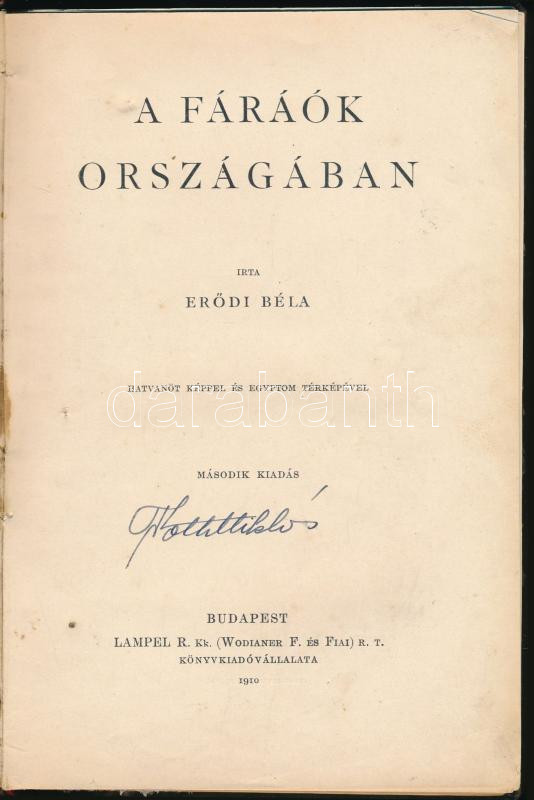 A FÁRÁÓK
ORSZÁGÁBAN
IRTA
ERŐDI BÉLA
HATVANÖT KÉPPEL ÉS EGYPTOM TÉRKÉPÉVEL
darabanth
MÁSODIK KIADÁS
BUDAPEST
LAMPEL R. Kk. (WODIANER F. ÉS FIAI) R. T.
KÖNYVKIADÓVÁLLALATA
1910